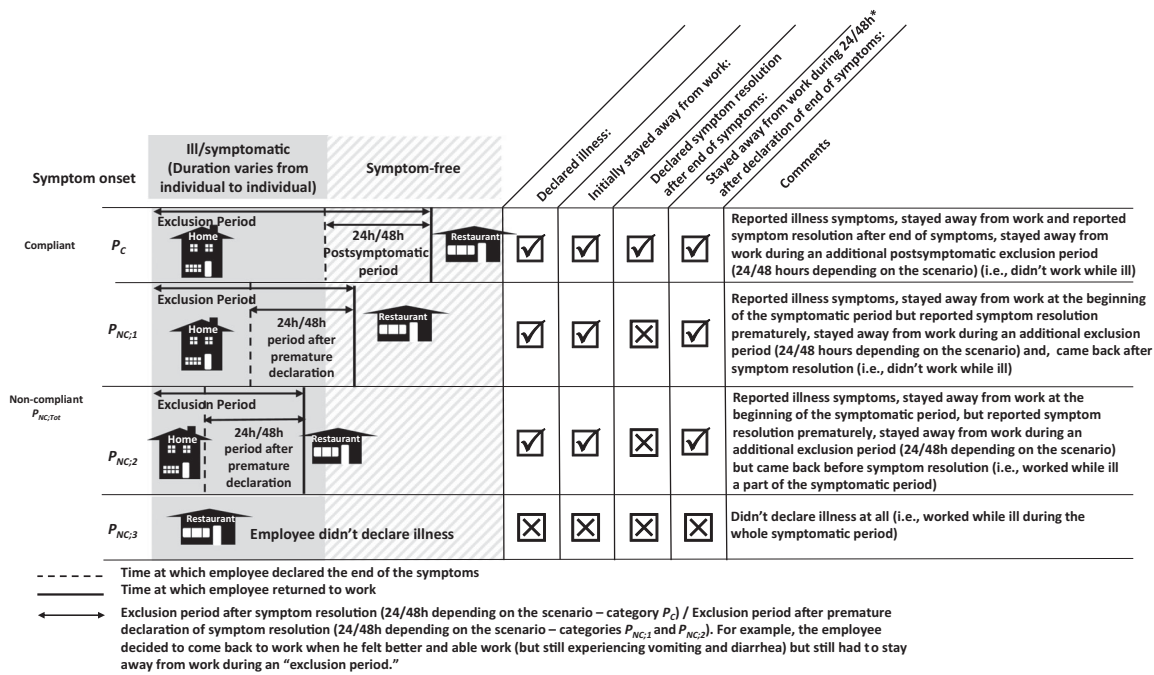 Declared illness:
Initially stayed away from work:
Declared symptom resolution
after end of symptoms:
Stayed away from work during 24/48h*
after declaration of end of symptoms:
Comments
Symptom onset
Ill/symptomatic
(Duration varies from
individual to individual)
Symptom-free
Compliant
P_C
Exclusion Period
Home
24h/48h
Postsymptomatic
period
Restaurant
Reported illness symptoms, stayed away from work and reported
symptom resolution after end of symptoms, stayed away from
work during an additional postsymptomatic exclusion period
(24/48 hours depending on the scenario) (i.e., didn't work while ill)
Non-compliant
P_NC;Tot
P_NC;1
Exclusion Period
Home
24h/48h
period after
premature
declaration
Restaurant
Reported illness symptoms, stayed away from work at the beginning
of the symptomatic period but reported symptom resolution
prematurely, stayed away from work during an additional exclusion
period (24/48 hours depending on the scenario) and, came back after
symptom resolution (i.e., didn't work while ill)
P_NC;2
Exclusion Period
Home
24h/48h
period after
premature
declaration
Restaurant
Reported illness symptoms, stayed away from work at the
beginning of the symptomatic period, but reported symptom
resolution prematurely, stayed away from work during an
additional exclusion period (24/48h depending on the scenario)
but came back before symptom resolution (i.e., worked while ill
a part of the symptomatic period)
P_NC;3
Restaurant
Employee didn't declare illness
Didn't declare illness at all (i.e., worked while ill during the
whole symptomatic period)
Time at which employee declared the end of the symptoms
Time at which employee returned to work
Exclusion period after symptom resolution (24/48h depending on the scenario – category P_C) / Exclusion period after premature
declaration of symptom resolution (24/48h depending on the scenario – categories P_NC;1 and P_NC;2). For example, the employee
decided to come back to work when he felt better and able work (but still experiencing vomiting and diarrhea) but still had to stay
away from work during an "exclusion period."